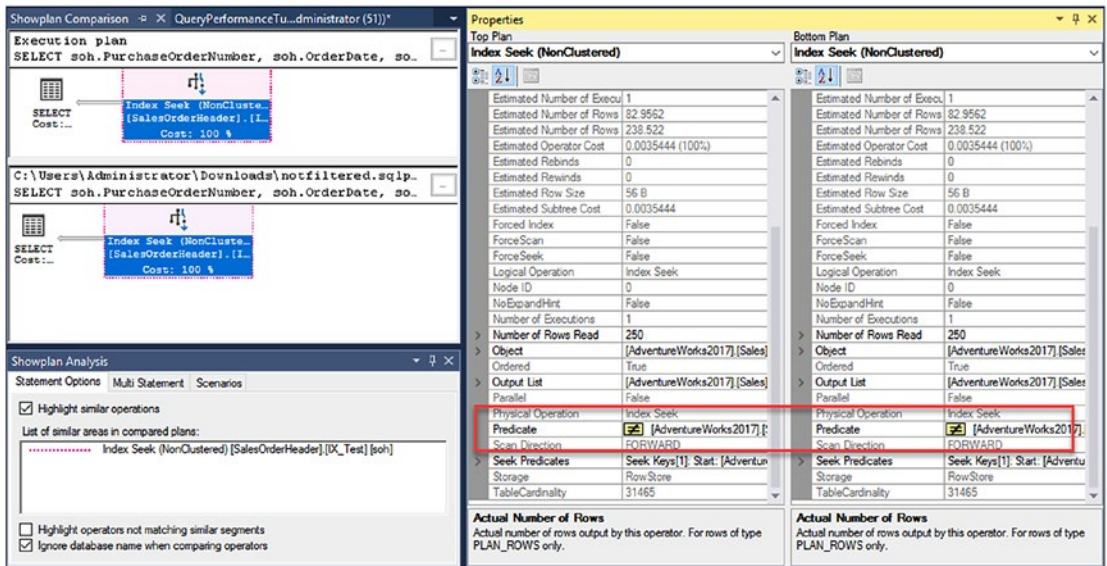 Showplan Comparison
QueryPerformanceTu...dministrator (51))*
Execution plan
SELECT soh.PurchaseOrderNumber, soh.OrderDate, so…
...
SELECT
Cost:…
Index Seek (NonCluste…
[SalesOrderHeader].[I…
Cost: 100 %
C:\Users\Administrator\Downloads\notfiltered.sqlp…
SELECT soh.PurchaseOrderNumber, soh.OrderDate, so…
...
SELECT
Cost:…
Index Seek (NonCluste…
[SalesOrderHeader].[I…
Cost: 100 %
Showplan Analysis
Statement Options Multi Statement Scenarios
Highlight similar operations
List of similar areas in compared plans:
Index Seek (NonClustered) [SalesOrderHeader].[IX_Test] [soh]
Highlight operators not matching similar segments
Ignore database name when comparing operators
Properties
Top Plan
Index Seek (NonClustered)
Estimated Number of Execu 1
Estimated Number of Rows 82.9562
Estimated Number of Rows 238.522
Estimated Operator Cost 0.0035444 (100%)
Estimated Rebinds 0
Estimated Rewinds 0
Estimated Row Size 56 B
Estimated Subtree Cost 0.0035444
Forced Index False
ForceScan False
ForceSeek False
Logical Operation Index Seek
Node ID 0
NoExpandHint False
Number of Executions 1
Number of Rows Read 250
Object [AdventureWorks2017].[Sales]
Ordered True
Output List [AdventureWorks2017].[Sales]
Parallel False
Physical Operation Index Seek
Predicate ≠ [AdventureWorks2017].[
Scan Direction FORWARD
Seek Predicates Seek Keys[1]: Start: [Adventur
Storage RowStore
TableCardinality 31465
Actual Number of Rows
Actual number of rows output by this operator. For rows of type
PLAN_ROWS only.
Bottom Plan
Index Seek (NonClustered)
Estimated Number of Execu 1
Estimated Number of Rows 82.9562
Estimated Number of Rows 238.522
Estimated Operator Cost 0.0035444 (100%)
Estimated Rebinds 0
Estimated Rewinds 0
Estimated Row Size 56 B
Estimated Subtree Cost 0.0035444
Forced Index False
ForceScan False
ForceSeek False
Logical Operation Index Seek
Node ID 0
NoExpandHint False
Number of Executions 1
Number of Rows Read 250
Object [AdventureWorks2017].[Sales
Ordered True
Output List [AdventureWorks2017].[Sales
Parallel False
Physical Operation Index Seek
Predicate ≠ [AdventureWorks2017].
Scan Direction FORWARD
Seek Predicates Seek Keys[1]: Start: [Adventu
Storage RowStore
TableCardinality 31465
Actual Number of Rows
Actual number of rows output by this operator. For rows of type
PLAN_ROWS only.